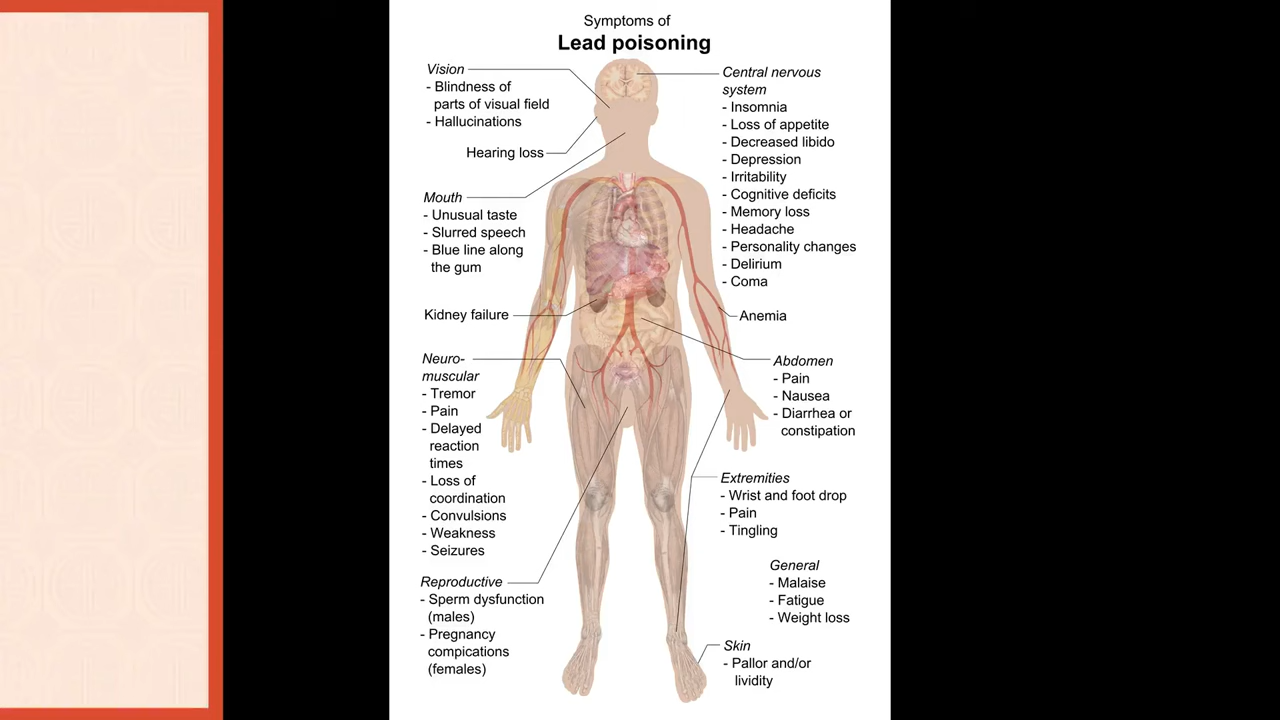 Symptoms of
Lead poisoning
Vision
- Blindness of
parts of visual field
- Hallucinations
Hearing loss
Mouth
- Unusual taste
- Slurred speech
- Blue line along
the gum
Kidney failure
Neuro-
muscular
- Tremor
- Pain
- Delayed
reaction
times
- Loss of
coordination
- Convulsions
- Weakness
- Seizures
Reproductive
- Sperm dysfunction
(males)
- Pregnancy
compications
(females)
Central nervous
system
- Insomnia
- Loss of appetite
- Decreased libido
- Depression
- Irritability
- Cognitive deficits
- Memory loss
- Headache
- Personality changes
- Delirium
- Coma
Anemia
Abdomen
- Pain
- Nausea
- Diarrhea or
constipation
Extremities
- Wrist and foot drop
- Pain
- Tingling
General
- Malaise
- Fatigue
- Weight loss
Skin
- Pallor and/or
lividity